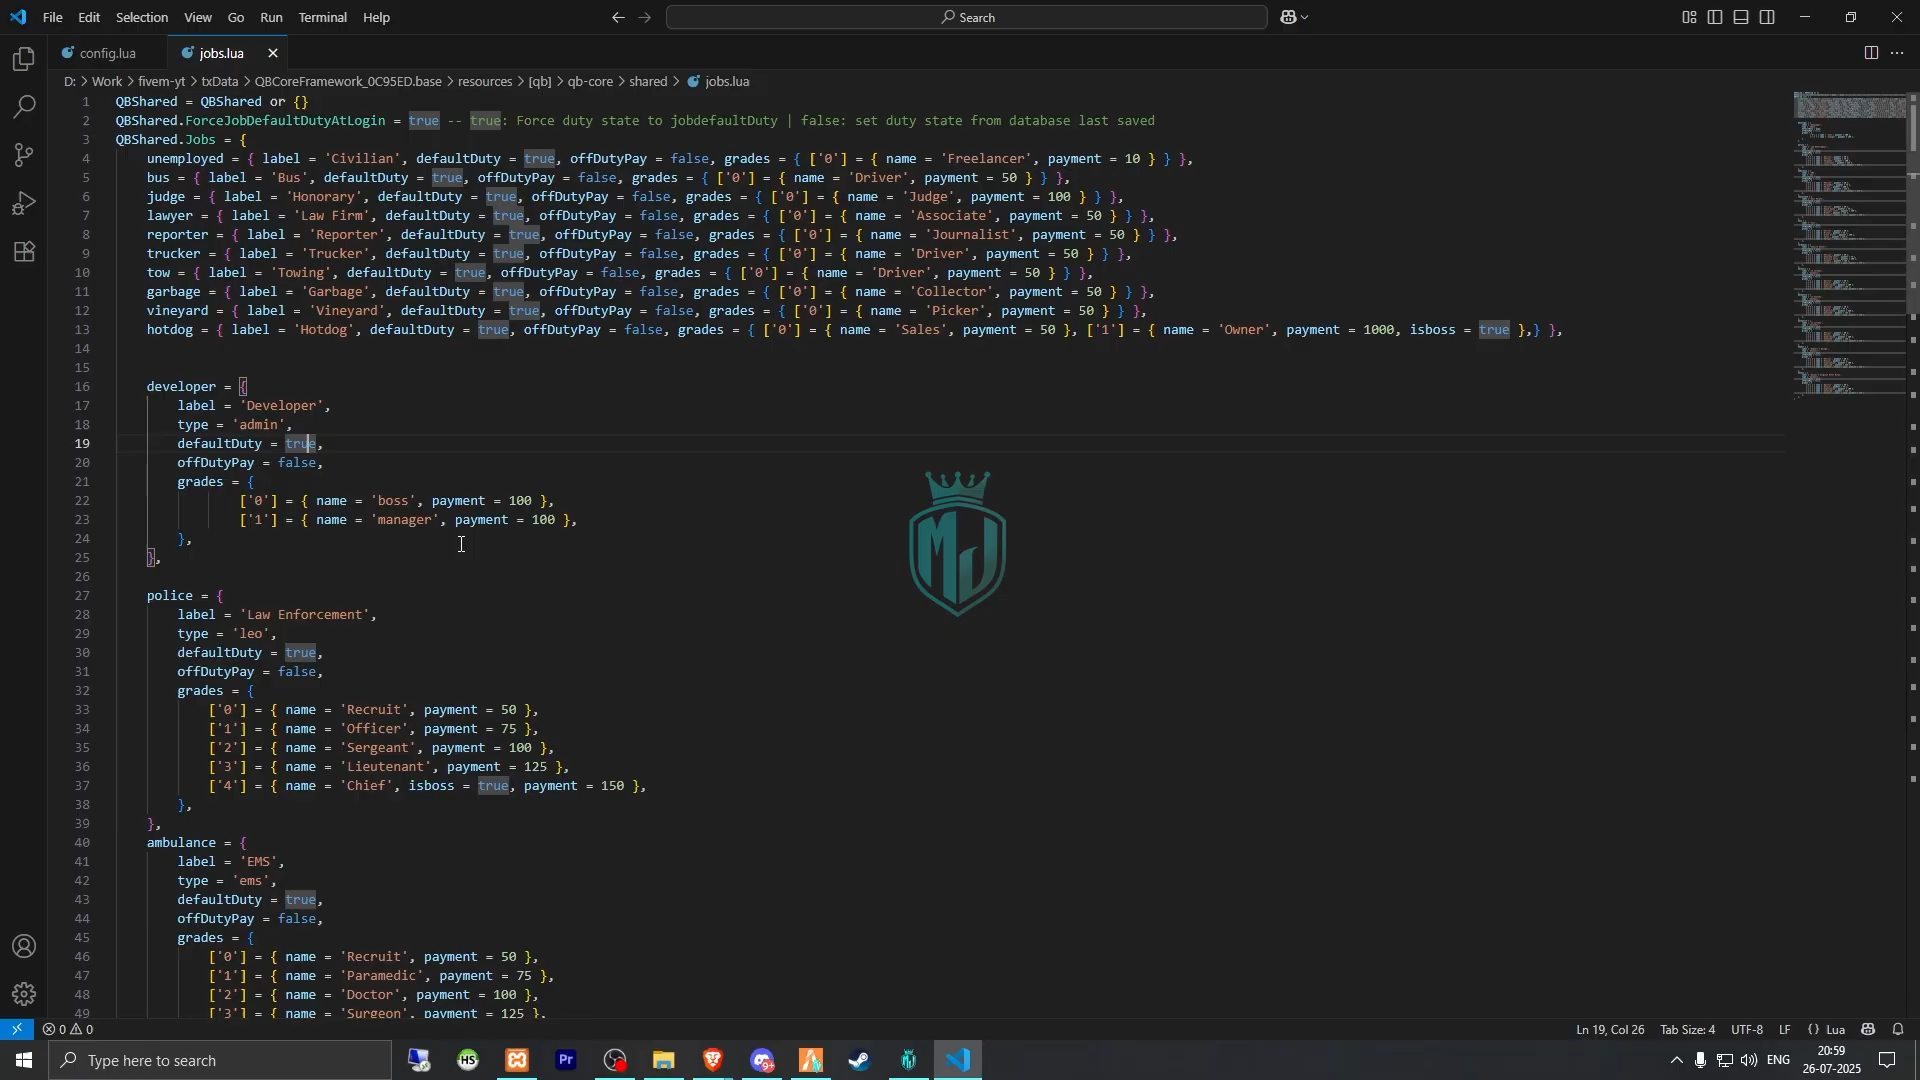 File Edit Selection View Go Run Terminal Help
Search
config.lua
jobs.lua
D: > Work > fivem-yt > txData > QBCoreFramework_0C95ED.base > resources > [qb] > qb-core > shared > jobs.lua
1 QBShared = QBShared or {}
2 QBShared.ForceJobDefaultDutyAtLogin = true -- true: Force duty state to jobdefaultDuty | false: set duty state from database last saved
3 QBShared.Jobs = {
4 unemployed = { label = 'Civilian', defaultDuty = true, offDutyPay = false, grades = { ['0'] = { name = 'Freelancer', payment = 10 } } },
5 bus = { label = 'Bus', defaultDuty = true, offDutyPay = false, grades = { ['0'] = { name = 'Driver', payment = 50 } } },
6 judge = { label = 'Honorary', defaultDuty = true, offDutyPay = false, grades = { ['0'] = { name = 'Judge', payment = 100 } } },
7 lawyer = { label = 'Law Firm', defaultDuty = true, offDutyPay = false, grades = { ['0'] = { name = 'Associate', payment = 50 } } },
8 reporter = { label = 'Reporter', defaultDuty = true, offDutyPay = false, grades = { ['0'] = { name = 'Journalist', payment = 50 } } },
9 trucker = { label = 'Trucker', defaultDuty = true, offDutyPay = false, grades = { ['0'] = { name = 'Driver', payment = 50 } } },
10 tow = { label = 'Towing', defaultDuty = true, offDutyPay = false, grades = { ['0'] = { name = 'Driver', payment = 50 } } },
11 garbage = { label = 'Garbage', defaultDuty = true, offDutyPay = false, grades = { ['0'] = { name = 'Collector', payment = 50 } } },
12 vineyard = { label = 'Vineyard', defaultDuty = true, offDutyPay = false, grades = { ['0'] = { name = 'Picker', payment = 50 } } },
13 hotdog = { label = 'Hotdog', defaultDuty = true, offDutyPay = false, grades = { ['0'] = { name = 'Sales', payment = 50 }, ['1'] = { name = 'Owner', payment = 1000, isboss = true },} },
14
15
16 developer = {
17 label = 'Developer',
18 type = 'admin',
19 defaultDuty = true,
20 offDutyPay = false,
21 grades = {
22 ['0'] = { name = 'boss', payment = 100 },
23 ['1'] = { name = 'manager', payment = 100 },
24 },
25 },
26
27 police = {
28 label = 'Law Enforcement',
29 type = 'leo',
30 defaultDuty = true,
31 offDutyPay = false,
32 grades = {
33 ['0'] = { name = 'Recruit', payment = 50 },
34 ['1'] = { name = 'Officer', payment = 75 },
35 ['2'] = { name = 'Sergeant', payment = 100 },
36 ['3'] = { name = 'Lieutenant', payment = 125 },
37 ['4'] = { name = 'Chief', isboss = true, payment = 150 },
38 },
39 },
40 ambulance = {
41 label = 'EMS',
42 type = 'ems',
43 defaultDuty = true,
44 offDutyPay = false,
45 grades = {
46 ['0'] = { name = 'Recruit', payment = 50 },
47 ['1'] = { name = 'Paramedic', payment = 75 },
48 ['2'] = { name = 'Doctor', payment = 100 },
49 ['3'] = { name = 'Surgeon', payment = 125 },
MJ
0 0
Ln 19, Col 26 Tab Size: 4 UTF-8 LF {} Lua
Type here to search
HS
Pr
9+
ENG
20:59
26-07-2025